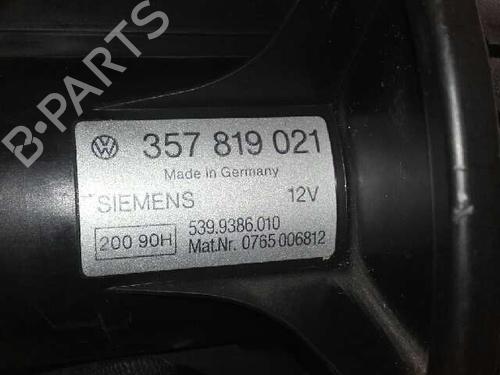 B-PARTS
VW 357 819 021
Made in Germany
SIEMENS 12V
200 90H 539.9386.010
Mat.Nr. 0765 006812